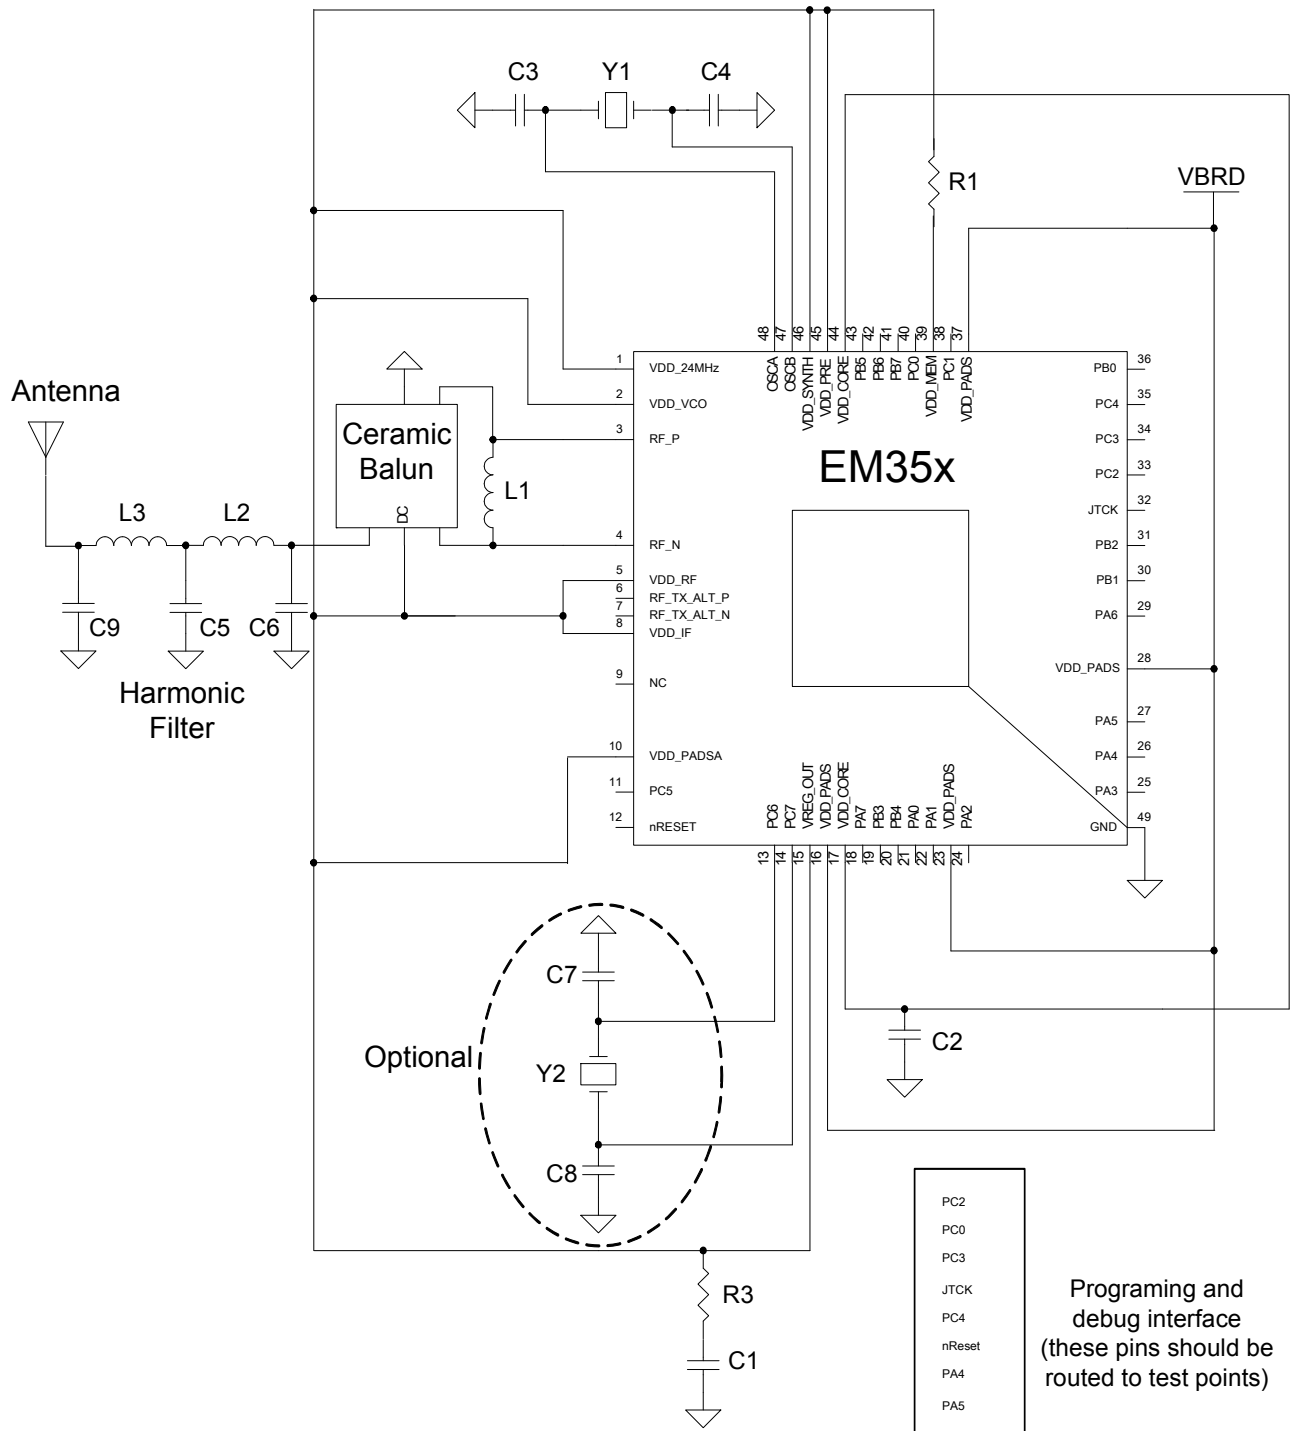 C3
Y1
C4
R1
VBRD
48
47
46
45
44
43
42
41
40
39
38
37
OSCA
OSCB
VDD_SYNTH
VDD_PRE
VDD_CORE
PB5
PB6
PB7
PC0
VDD_MEM
PC1
VDD_PADS
Antenna
Ceramic
Balun
DC
L1
L3
L2
C9
C5
C6
Harmonic
Filter
EM35x
1
VDD_24MHz
2
VDD_VCO
3
RF_P
4
RF_N
5
VDD_RF
6
RF_TX_ALT_P
7
RF_TX_ALT_N
8
VDD_IF
9
NC
10
VDD_PADSA
11
PC5
12
nRESET
PB0
36
PC4
35
PC3
34
PC2
33
JTCK
32
PB2
31
PB1
30
PA6
29
VDD_PADS
28
PA5
27
PA4
26
PA3
25
GND
49
PC6
PC7
VREG_OUT
VDD_PADS
VDD_CORE
PA7
PB3
PB4
PA0
PA1
VDD_PADS
PA2
13
14
15
16
17
18
19
20
21
22
23
24
C7
Optional
Y2
C8
C2
R3
C1
PC2
PC0
PC3
JTCK
PC4
nReset
PA4
PA5
Programing and
debug interface
(these pins should be
routed to test points)